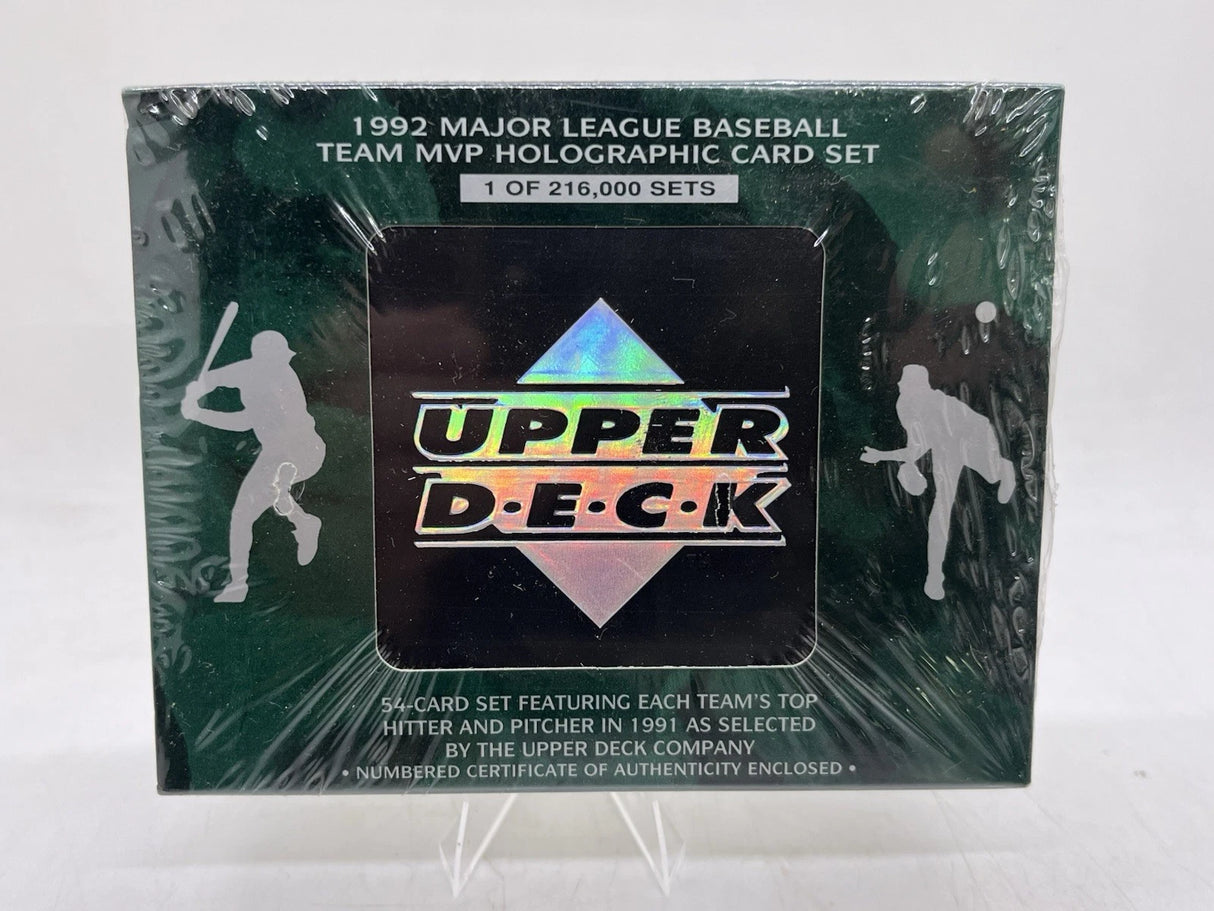 1992 MAJOR LEAGUE BASEBALL
TEAM MVP HOLOGRAPHIC CARD SET
1 OF 216,000 SETS
UPPER
D·E·C·K
54-CARD SET FEATURING EACH TEAM'S TOP
HITTER AND PITCHER IN 1991 AS SELECTED
BY THE UPPER DECK COMPANY
• NUMBERED CERTIFICATE OF AUTHENTICITY ENCLOSED •